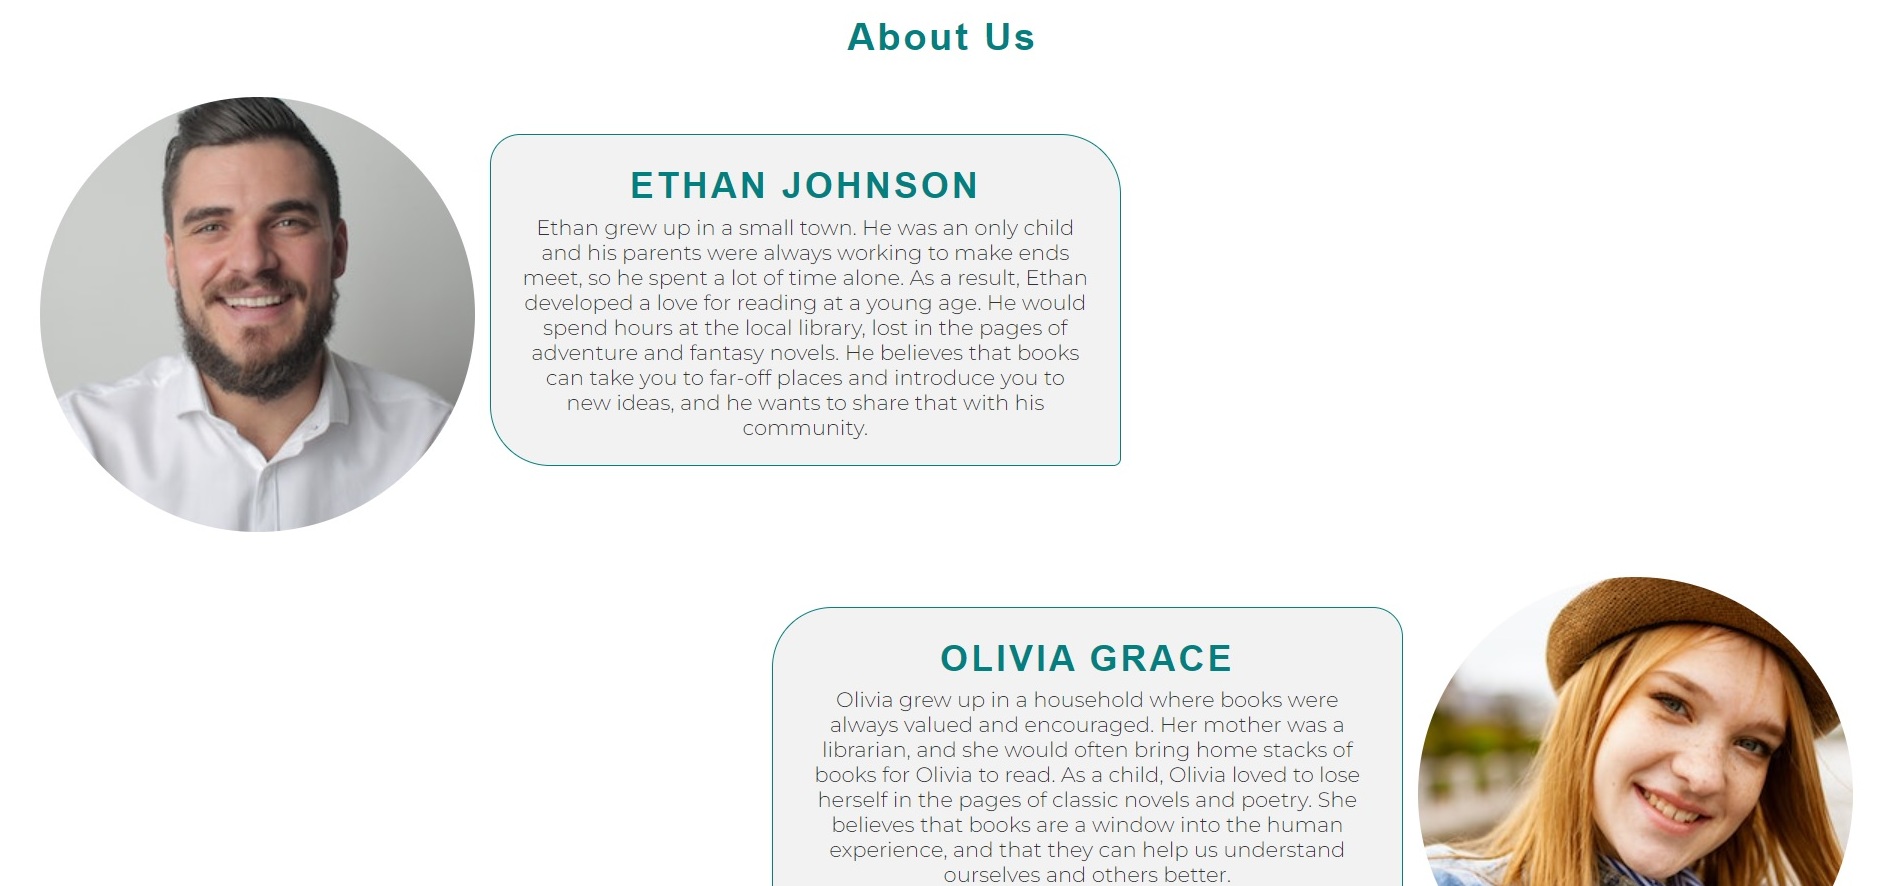 About Us
ETHAN JOHNSON
Ethan grew up in a small town. He was an only child
and his parents were always working to make ends
meet, so he spent a lot of time alone. As a result, Ethan
developed a love for reading at a young age. He would
spend hours at the local library, lost in the pages of
adventure and fantasy novels. He believes that books
can take you to far-off places and introduce you to
new ideas, and he wants to share that with his
community.
OLIVIA GRACE
Olivia grew up in a household where books were
always valued and encouraged. Her mother was a
librarian, and she would often bring home stacks of
books for Olivia to read. As a child, Olivia loved to lose
herself in the pages of classic novels and poetry. She
believes that books are a window into the human
experience, and that they can help us understand
ourselves and others better.